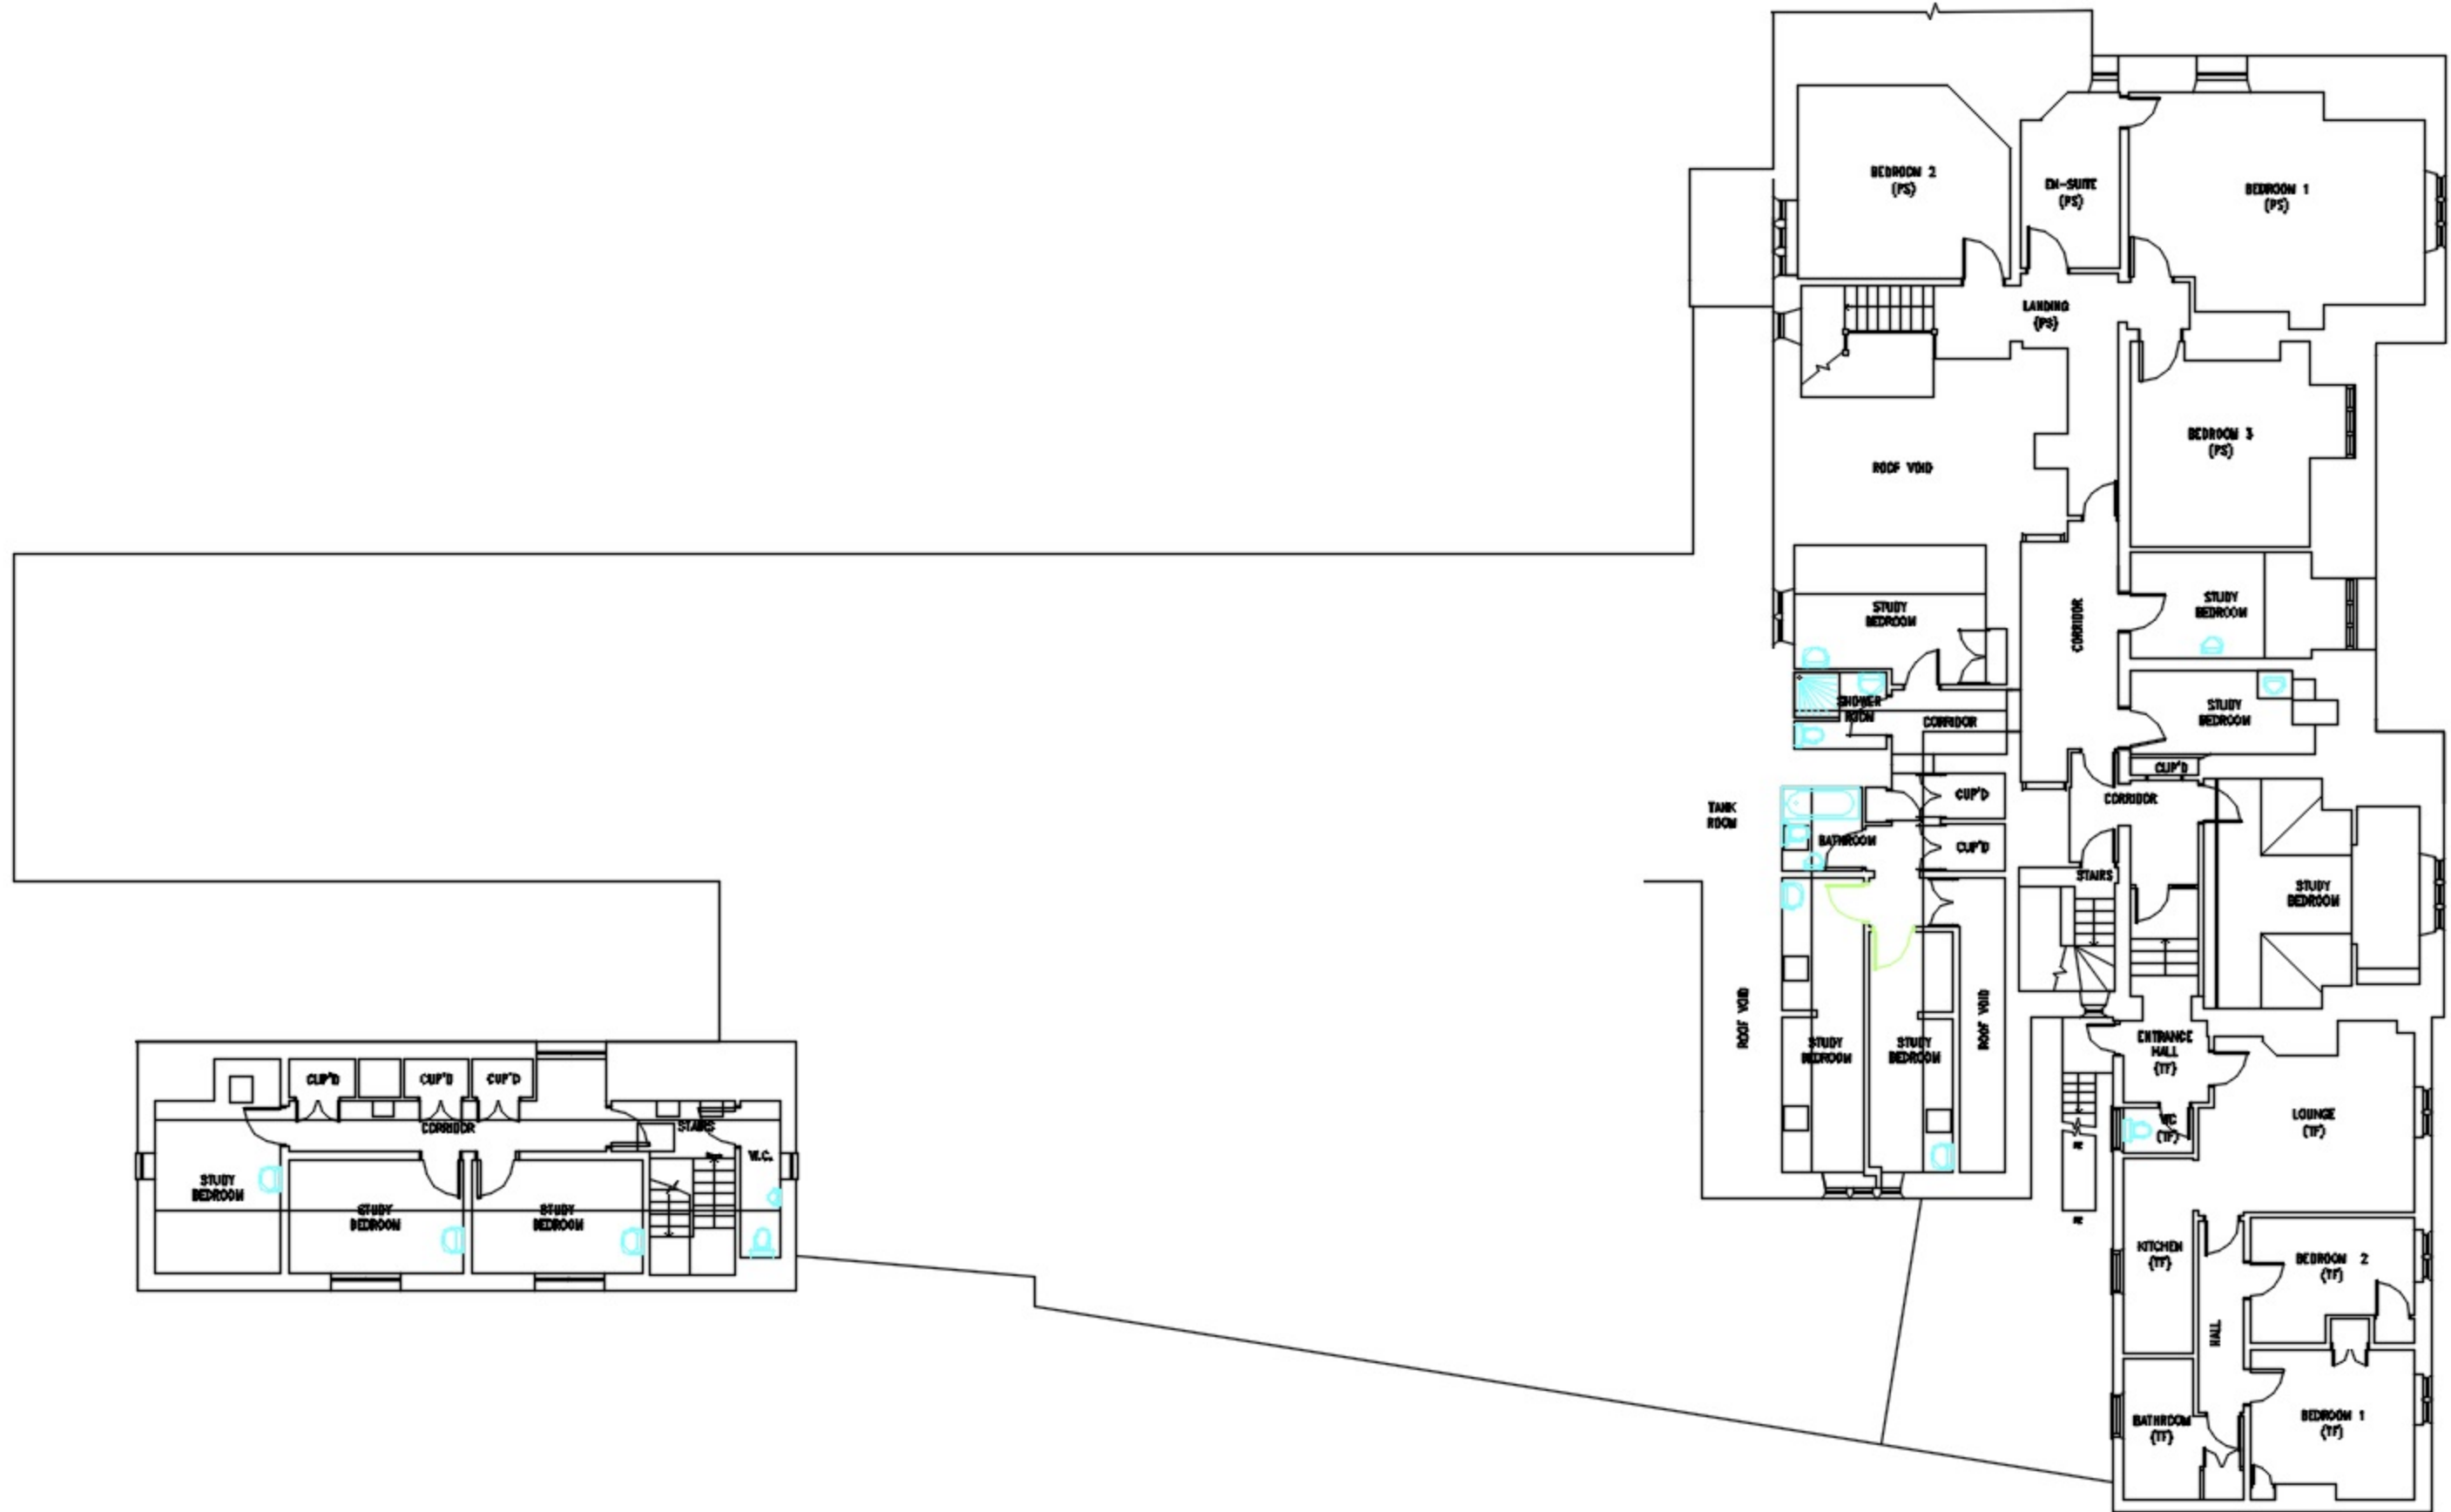 BEDROOM 2
(PS)
EN-SUITE
(PS)
BEDROOM 1
(PS)
LANDING
(PS)
BEDROOM 3
(PS)
ROOF VOID
STUDY
BEDROOM
CORRIDOR
STUDY
BEDROOM
SHOWER
ROOM
CORRIDOR
STUDY
BEDROOM
CUP'D
CORRIDOR
TANK
ROOM
CUP'D
BATHROOM
CUP'D
STAIRS
STUDY
BEDROOM
ROOF VOID
STUDY
BEDROOM
STUDY
BEDROOM
ROOF VOID
ENTRANCE
HALL
(TF)
LOUNGE
(TF)
WC
(TF)
KITCHEN
(TF)
BEDROOM 2
(TF)
HALL
BATHROOM
(TF)
BEDROOM 1
(TF)
CUP'D
CUP'D
CUP'D
CORRIDOR
STAIRS
W.C.
STUDY
BEDROOM
STUDY
BEDROOM
STUDY
BEDROOM